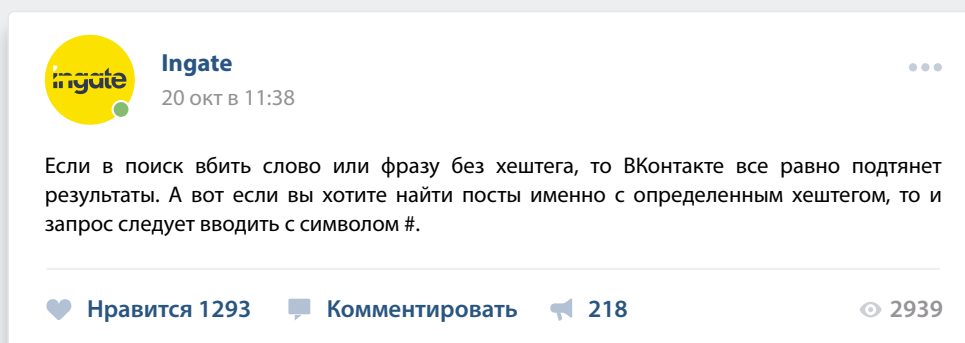 ingate
Ingate
20 окт в 11:38
Если в поиск вбить слово или фразу без хештега, то ВКонтакте все равно подтянет
результаты. А вот если вы хотите найти посты именно с определенным хештегом, то и
запрос следует вводить с символом #.
Нравится 1293 Комментировать 218 2939